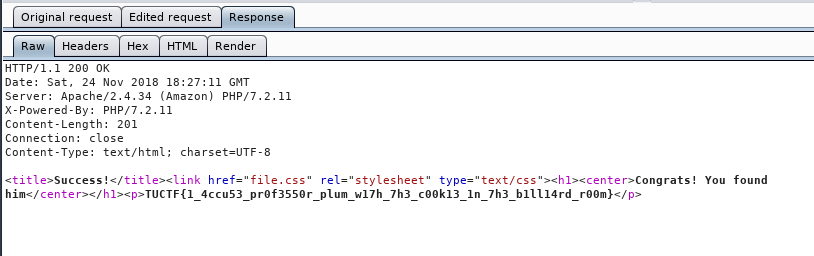 Original request Edited request Response
Raw Headers Hex HTML Render
HTTP/1.1 200 OK
Date: Sat, 24 Nov 2018 18:27:11 GMT
Server: Apache/2.4.34 (Amazon) PHP/7.2.11
X-Powered-By: PHP/7.2.11
Content-Length: 201
Connection: close
Content-Type: text/html; charset=UTF-8
<title>Success!</title><link href="file.css" rel="stylesheet" type="text/css"><h1><center>Congrats! You found
him</center></h1><p>TUCTF{1_4ccu53_pr0f3550r_plum_w17h_7h3_c00k13_1n_7h3_b1ll14rd_r00m}</p>